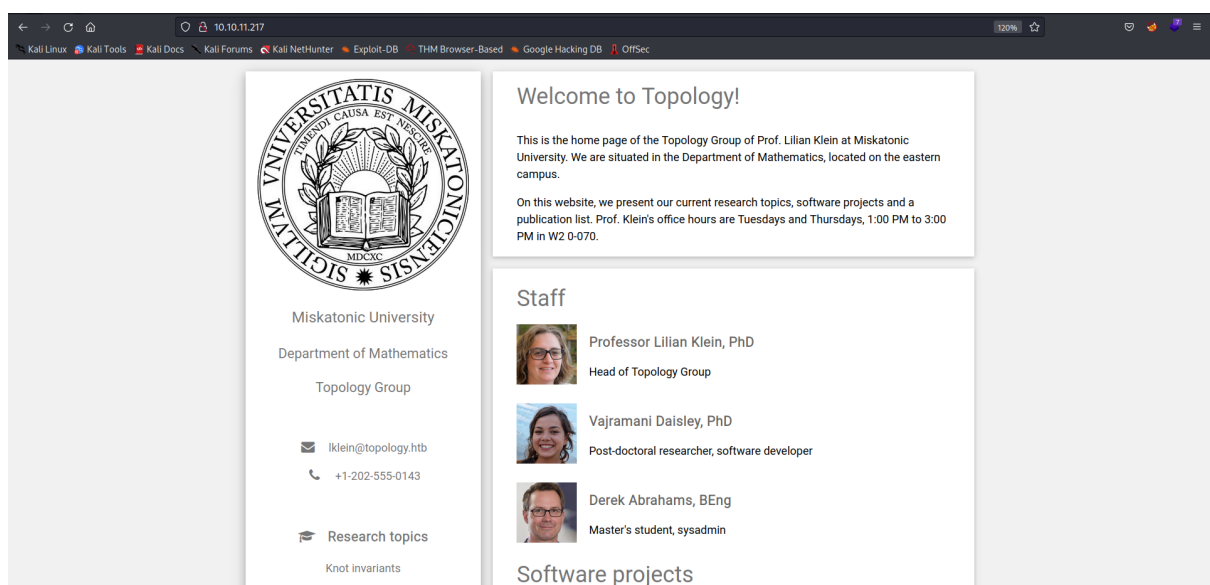 10.10.11.217
120%
7
Kali Linux Kali Tools Kali Docs Kali Forums Kali NetHunter Exploit-DB THM Browser-Based Google Hacking DB OffSec
SIGILLVM VNIVERSITATIS MISKATONICIENSIS
TIMENDI CAUSA EST NESCIRE
MDCXC
Miskatonic University
Department of Mathematics
Topology Group
lklein@topology.htb
+1-202-555-0143
Research topics
Knot invariants
Welcome to Topology!
This is the home page of the Topology Group of Prof. Lilian Klein at Miskatonic
University. We are situated in the Department of Mathematics, located on the eastern
campus.
On this website, we present our current research topics, software projects and a
publication list. Prof. Klein's office hours are Tuesdays and Thursdays, 1:00 PM to 3:00
PM in W2 0-070.
Staff
Professor Lilian Klein, PhD
Head of Topology Group
Vajramani Daisley, PhD
Post-doctoral researcher, software developer
Derek Abrahams, BEng
Master's student, sysadmin
Software projects